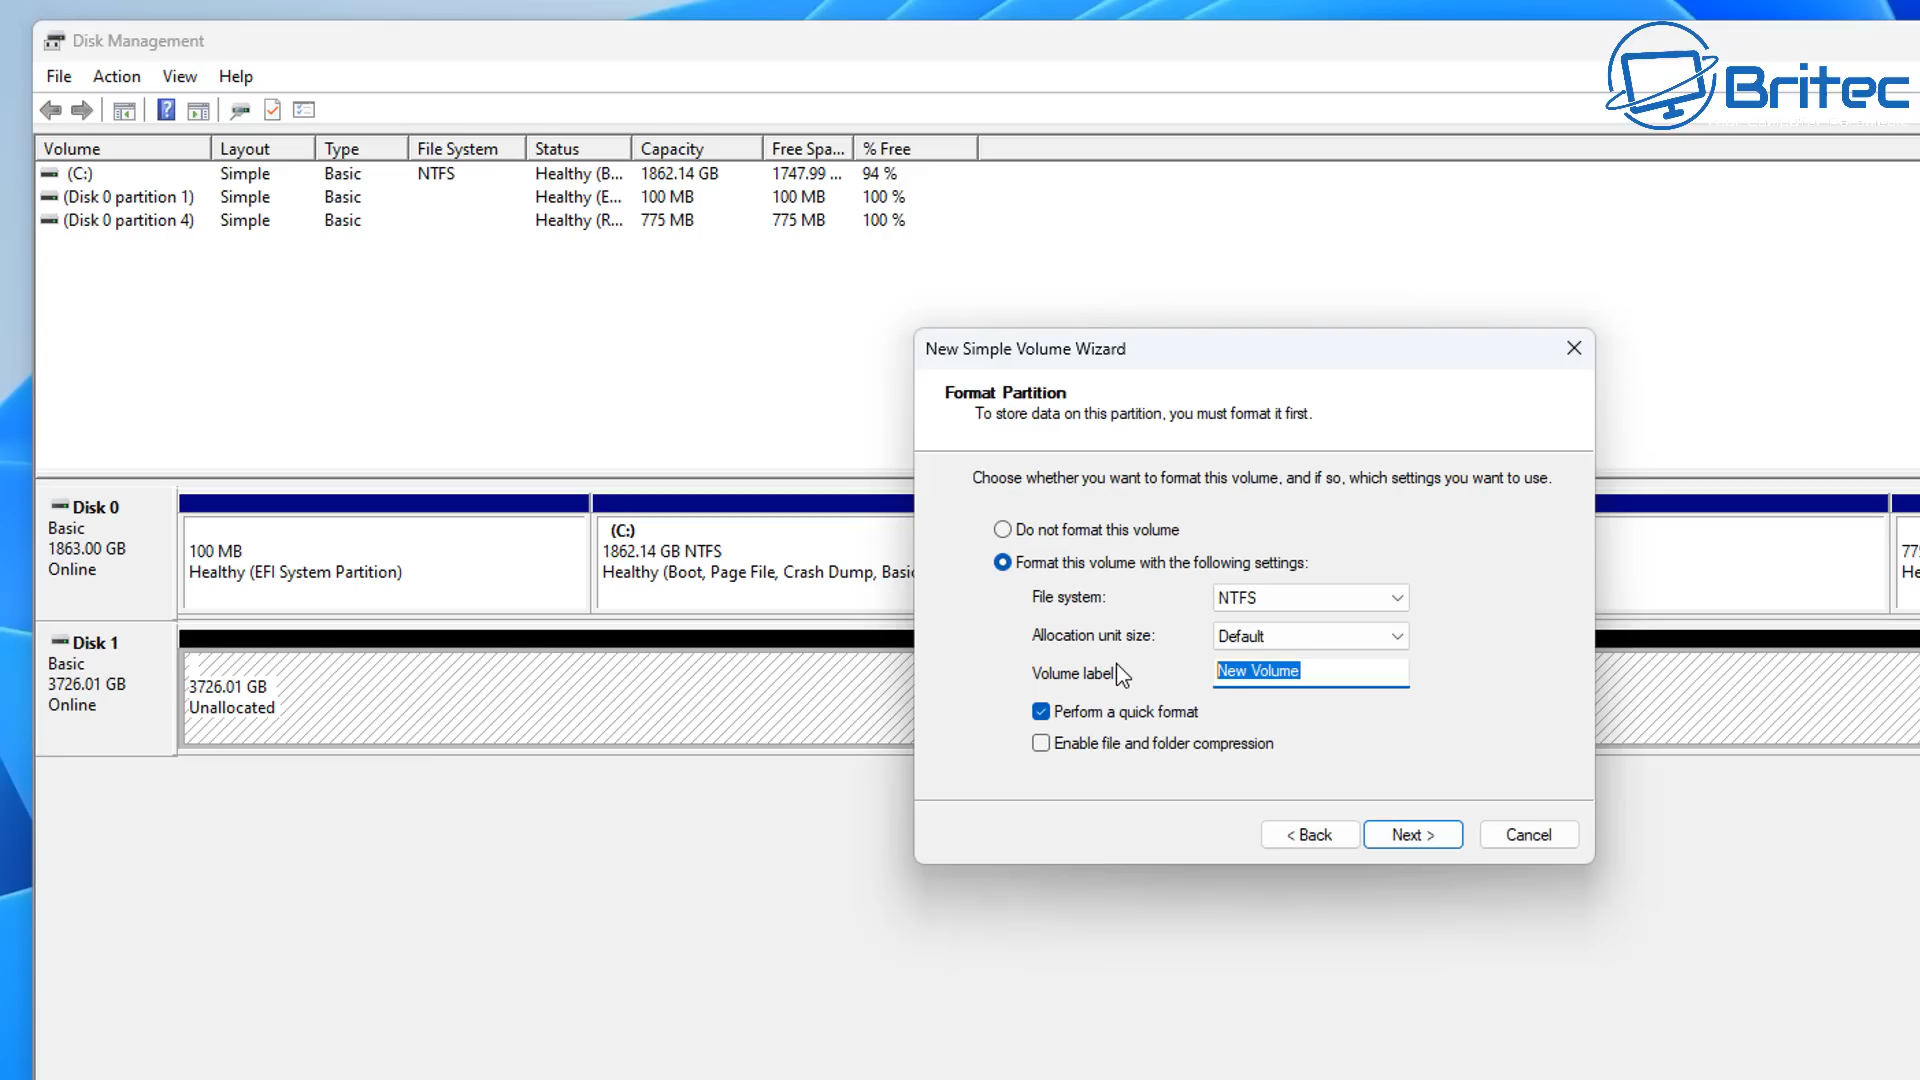 Disk Management
Britec
File Action View Help
Volume Layout Type File System Status Capacity Free Spa... % Free
(C:) Simple Basic NTFS Healthy (B... 1862.14 GB 1747.99 ... 94 %
(Disk 0 partition 1) Simple Basic Healthy (E... 100 MB 100 MB 100 %
(Disk 0 partition 4) Simple Basic Healthy (R... 775 MB 775 MB 100 %
New Simple Volume Wizard
Format Partition
To store data on this partition, you must format it first.
Choose whether you want to format this volume, and if so, which settings you want to use.
Do not format this volume
Format this volume with the following settings:
File system: NTFS
Allocation unit size: Default
Volume label New Volume
Perform a quick format
Enable file and folder compression
< Back Next > Cancel
Disk 0
Basic
1863.00 GB
Online
100 MB
Healthy (EFI System Partition)
(C:)
1862.14 GB NTFS
Healthy (Boot, Page File, Crash Dump, Basic
77
He
Disk 1
Basic
3726.01 GB
Online
3726.01 GB
Unallocated